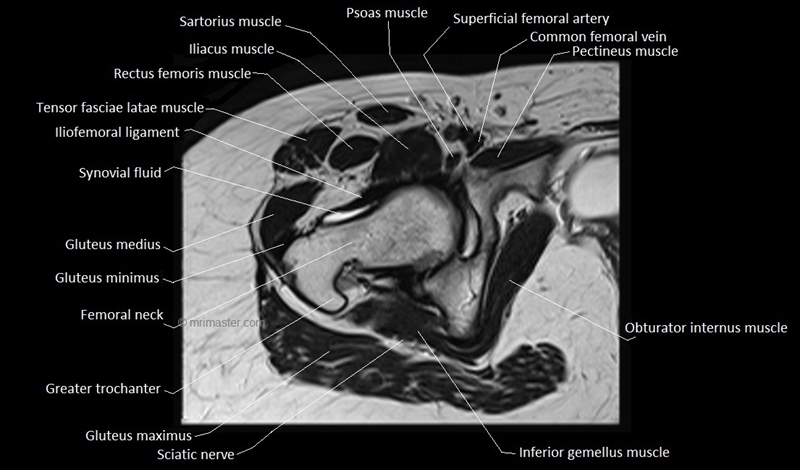 Psoas muscle
Superficial femoral artery
Sartorius muscle
Common femoral vein
Iliacus muscle
Pectineus muscle
Rectus femoris muscle
Tensor fasciae latae muscle
Iliofemoral ligament
Synovial fluid
Gluteus medius
Gluteus minimus
Femoral neck
© mrimaster.com
Obturator internus muscle
Greater trochanter
Gluteus maximus
Sciatic nerve
Inferior gemellus muscle